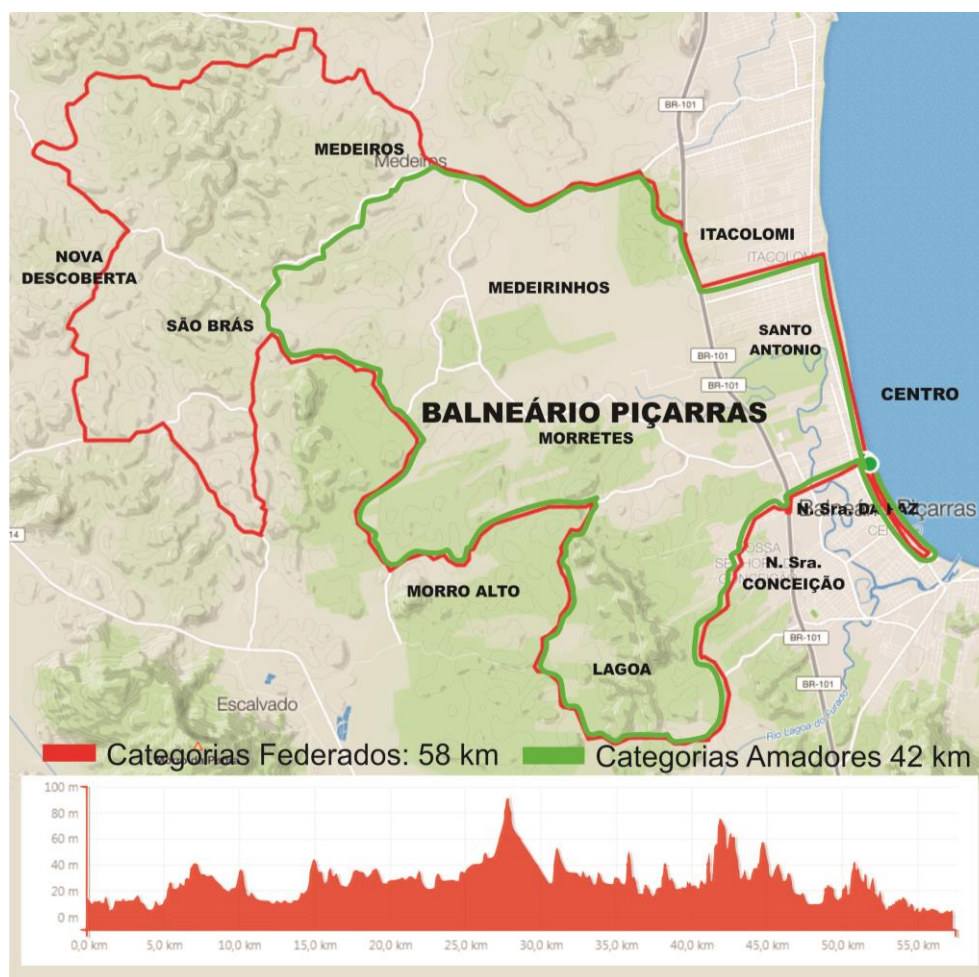 BR-101
MEDEIROS
Medeiros
ITACOLOMI
ITACOLOM
NOVA
DESCOBERTA
MEDEIRINHOS
SÃO BRÁS
SANTO
ANTONIO
BR-101
BR-101
CENTRO
BALNEÁRIO PIÇARRAS
MORRETES
N. Sra. DA PAZ
14
N. Sra.
CONCEIÇÃO
MORRO ALTO
BR-101
LAGOA
BR-101
Escalvado
Rio Lagoa do Furado
Categorias Federados: 58 km
Categorias Amadores 42 km
100 m
80 m
60 m
40 m
20 m
0 m
0,0 km 5,0 km 10,0 km 15,0 km 20,0 km 25,0 km 30,0 km 35,0 km 40,0 km 45,0 km 50,0 km 55,0 km